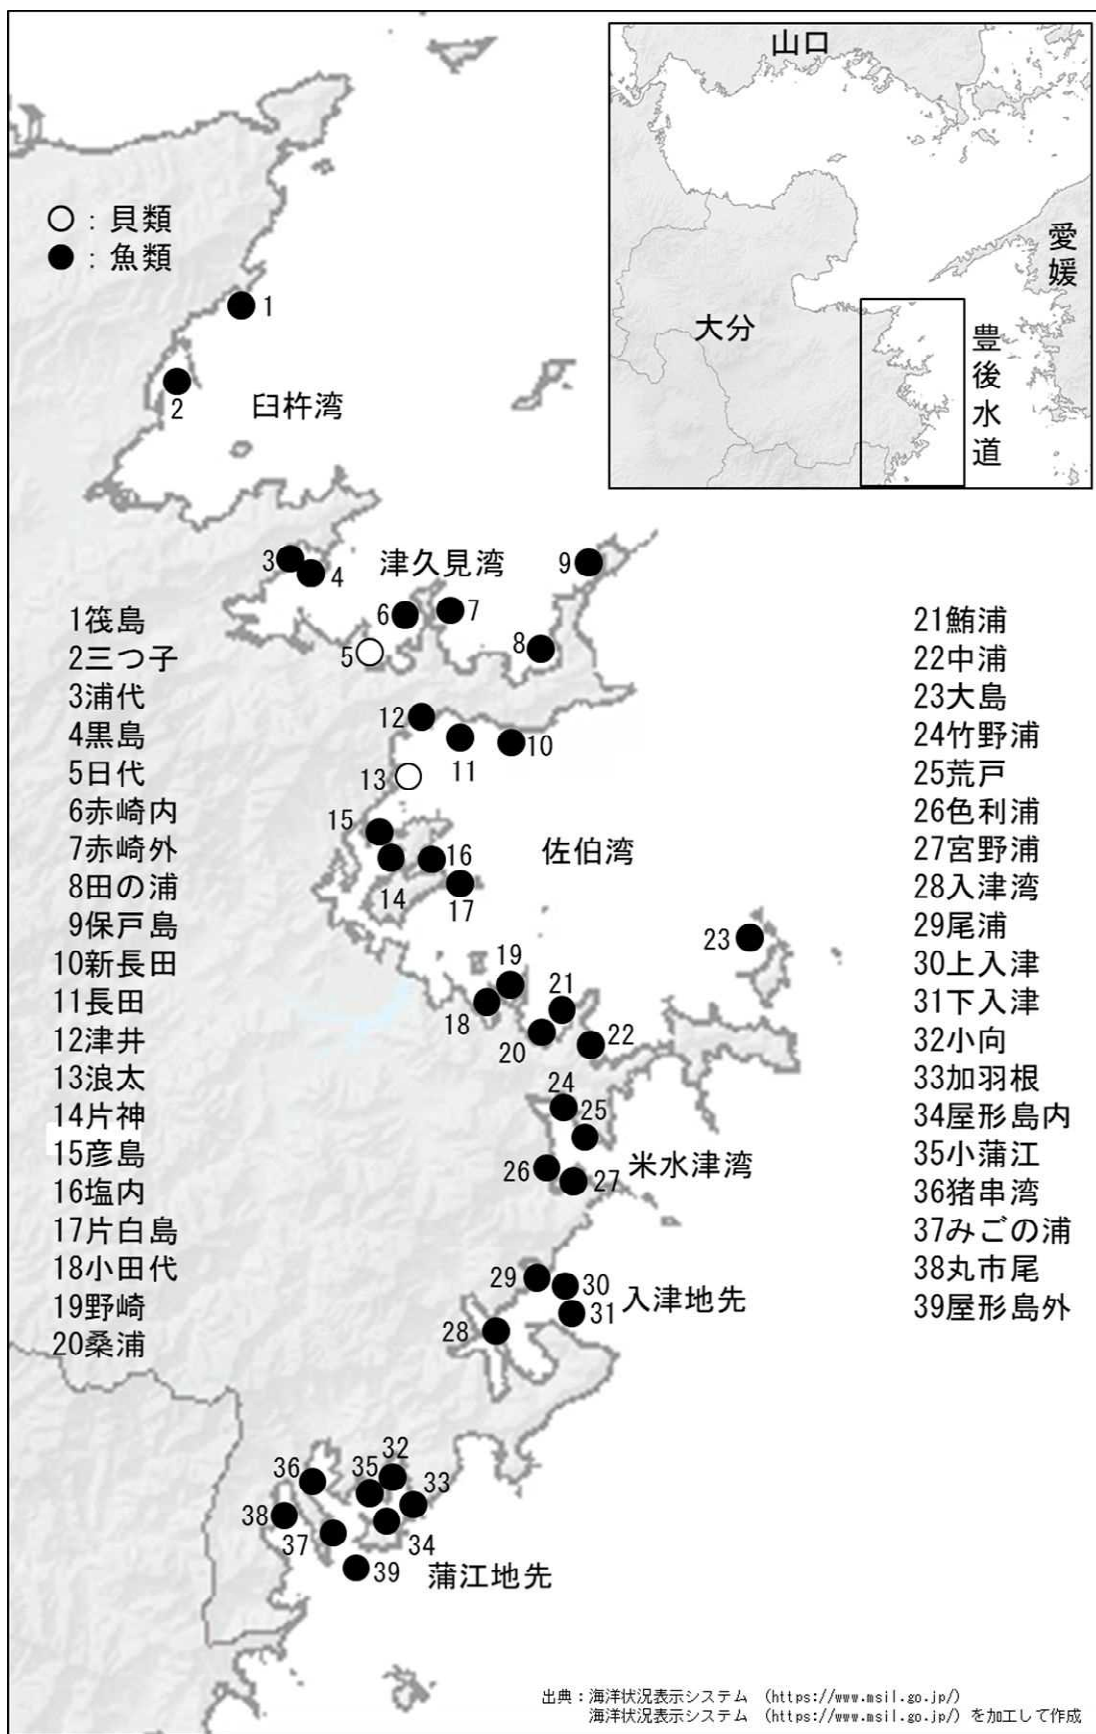 山口
愛媛
大分
豊後水道
○：貝類
●：魚類
1
2
臼杵湾
3
4
津久見湾
9
6
7
5
8
12
11
10
13
15
14
16
17
佐伯湾
23
19
18
21
20
22
24
25
26
27
米水津湾
29
30
31
28
入津地先
36
35
32
33
38
37
34
39
蒲江地先
1筏島
2三つ子
3浦代
4黒島
5日代
6赤崎内
7赤崎外
8田の浦
9保戸島
10新長田
11長田
12津井
13浪太
14片神
15彦島
16塩内
17片白島
18小田代
19野崎
20桑浦
21鮪浦
22中浦
23大島
24竹野浦
25荒戸
26色利浦
27宮野浦
28入津湾
29尾浦
30上入津
31下入津
32小向
33加羽根
34屋形島内
35小蒲江
36猪串湾
37みごの浦
38丸市尾
39屋形島外
出典：海洋状況表示システム （https://www.msil.go.jp/）
海洋状況表示システム （https://www.msil.go.jp/）を加工して作成